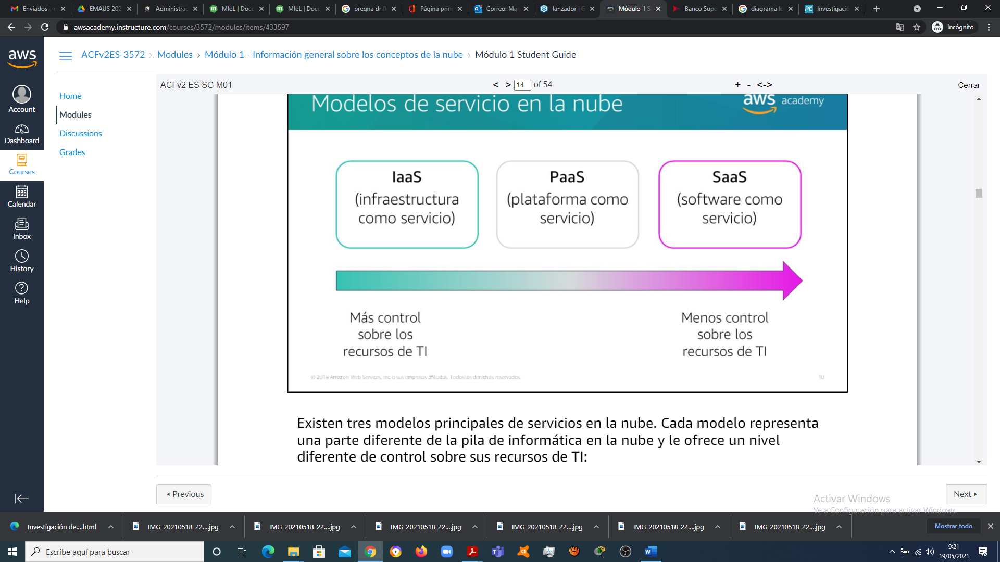 Enviados - n
EMAUS 202
Administrac
MIeL | Doce
MIeL | Doce
pregna dr f
Página prin
Correo: Mar
lanzador | G
Módulo 1 S
Banco Supe
diagrama lo
Investigació
awsacademy.instructure.com/courses/3572/modules/items/433597
Incógnito
aws
ACFv2ES-3572 > Modules > Módulo 1 - Información general sobre los conceptos de la nube > Módulo 1 Student Guide
Account
Dashboard
Courses
Calendar
Inbox
History
Help
Home
Modules
Discussions
Grades
ACFv2 ES SG M01
< > 14 of 54
+ - <->
Cerrar
Modelos de servicio en la nube
aws academy
IaaS
(infraestructura
como servicio)
PaaS
(plataforma como
servicio)
SaaS
(software como
servicio)
Más control
sobre los
recursos de TI
Menos control
sobre los
recursos de TI
© 2019 Amazon Web Services, Inc. o sus empresas afiliadas. Todos los derechos reservados.
10
Existen tres modelos principales de servicios en la nube. Cada modelo representa
una parte diferente de la pila de informática en la nube y le ofrece un nivel
diferente de control sobre sus recursos de TI:
Previous
Next
Activar Windows
Ve a Configuración para activar Windows.
Investigación de....html
IMG_20210518_22....jpg
IMG_20210518_22....jpg
IMG_20210518_22....jpg
IMG_20210518_22....jpg
IMG_20210518_22....jpg
IMG_20210518_22....jpg
Mostrar todo
Escribe aquí para buscar
9:21
19/05/2021